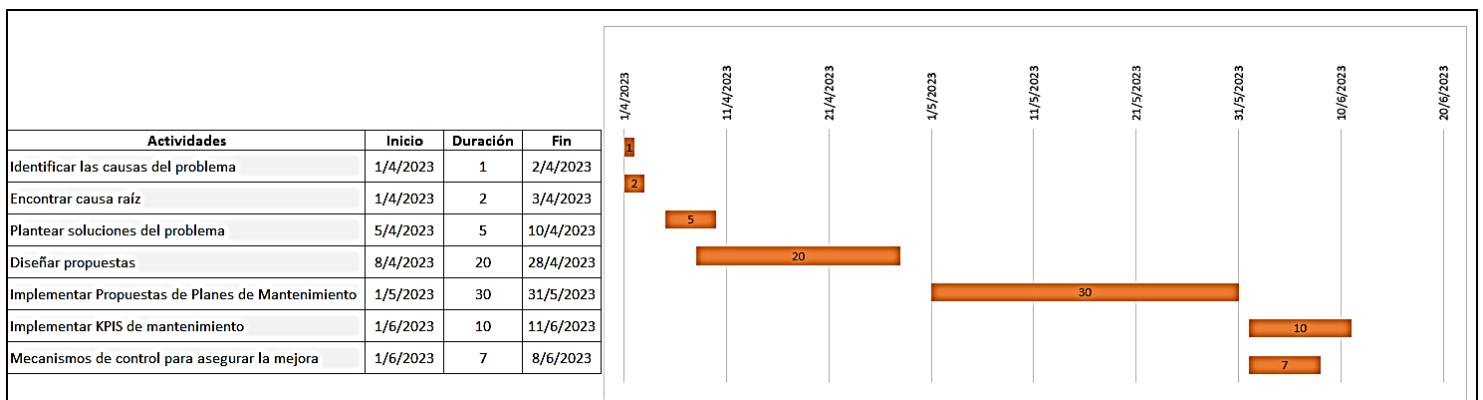 1/4/2023 11/4/2023 21/4/2023 1/5/2023 11/5/2023 21/5/2023 31/5/2023 10/6/2023 20/6/2023
Actividades Inicio Duración Fin
Identificar las causas del problema 1/4/2023 1 2/4/2023
Encontrar causa raíz 1/4/2023 2 3/4/2023
Plantear soluciones del problema 5/4/2023 5 10/4/2023
Diseñar propuestas 8/4/2023 20 28/4/2023
Implementar Propuestas de Planes de Mantenimiento 1/5/2023 30 31/5/2023
Implementar KPIS de mantenimiento 1/6/2023 10 11/6/2023
Mecanismos de control para asegurar la mejora 1/6/2023 7 8/6/2023
1
2
5
20
30
10
7